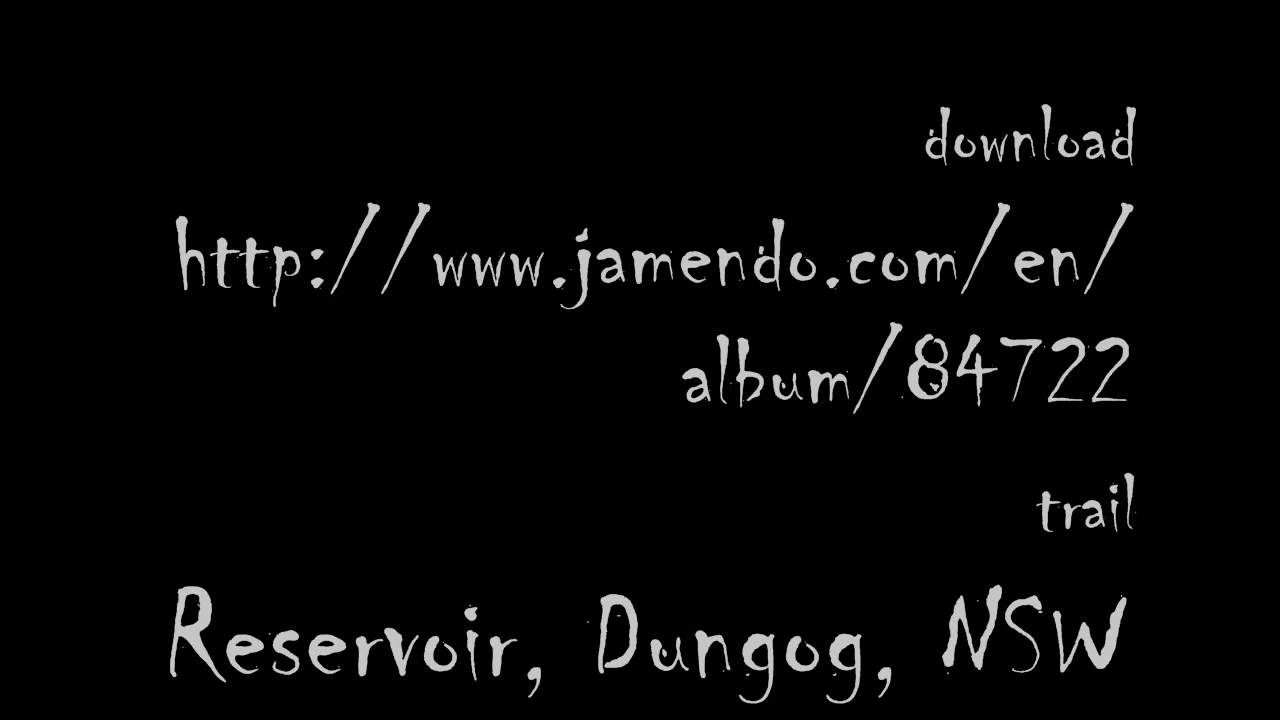 download
http://www.jamendo.com/en/
album/84722
trail
Reservoir, Dungog, NSW